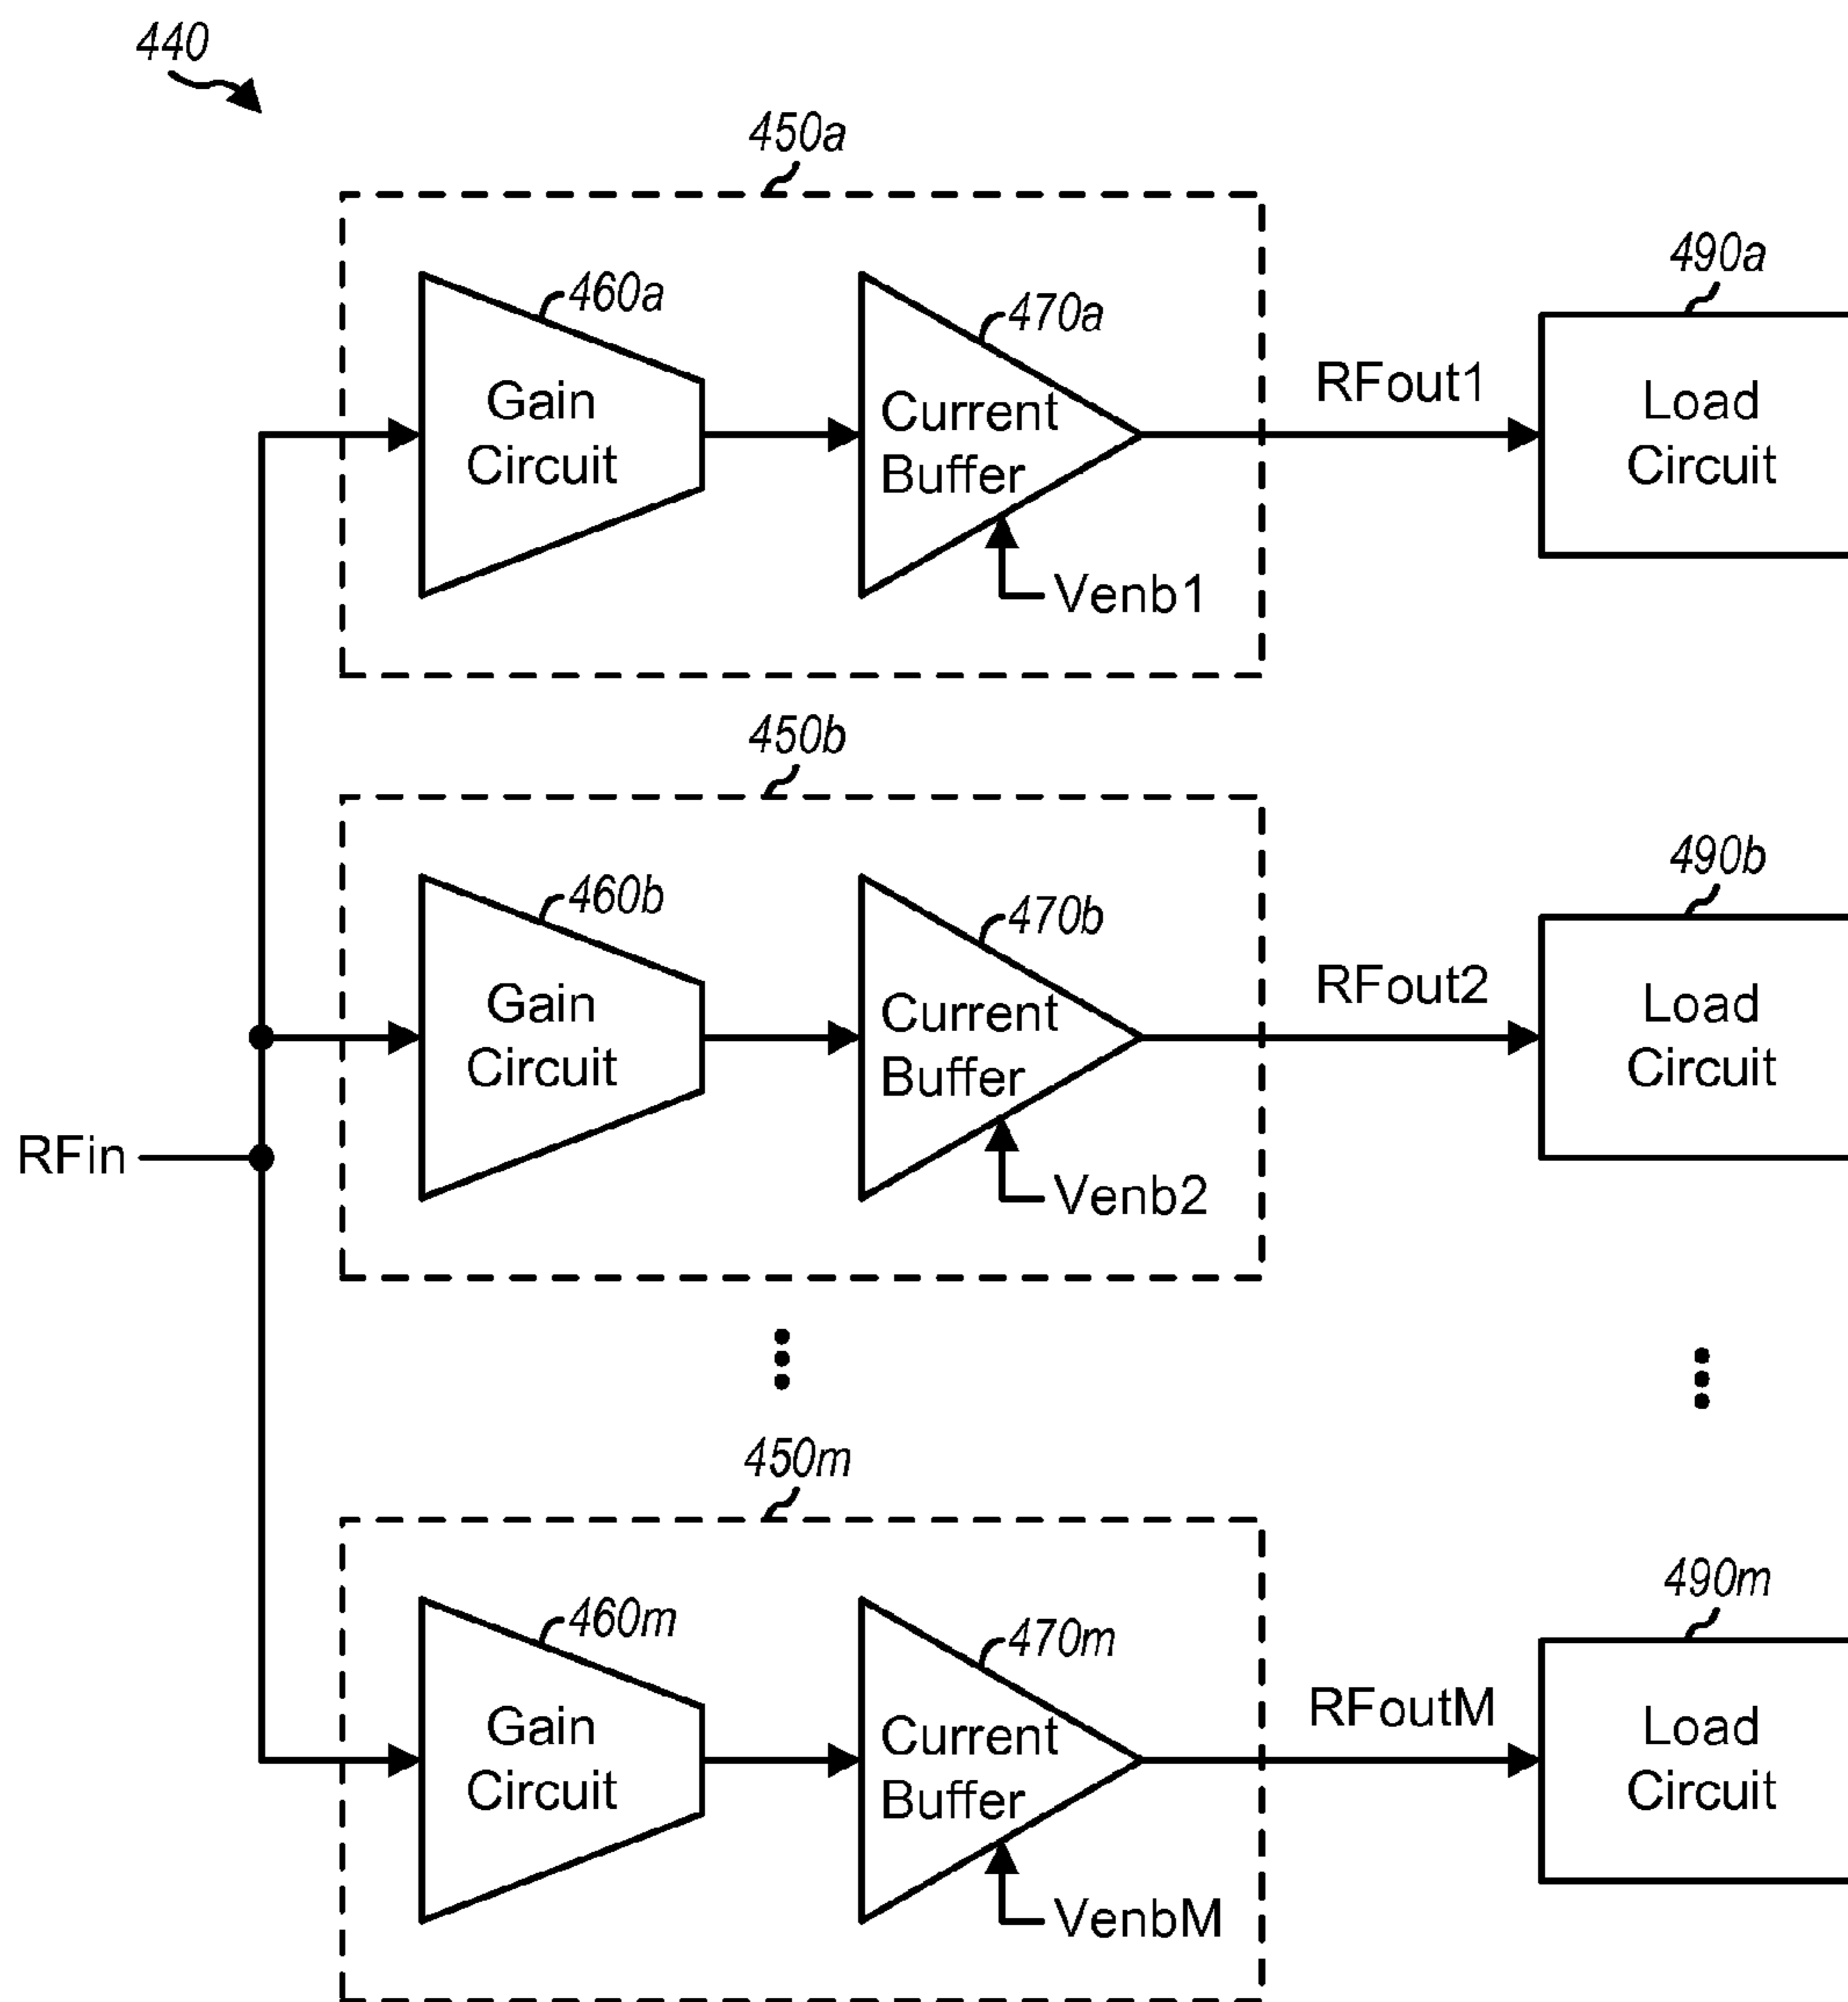 440
450a
460a
Gain
Circuit
470a
Current
Buffer
Venb1
RFout1
490a
Load
Circuit
450b
460b
Gain
Circuit
470b
Current
Buffer
Venb2
RFout2
490b
Load
Circuit
RFin
450m
460m
Gain
Circuit
470m
Current
Buffer
VenbM
RFoutM
490m
Load
Circuit